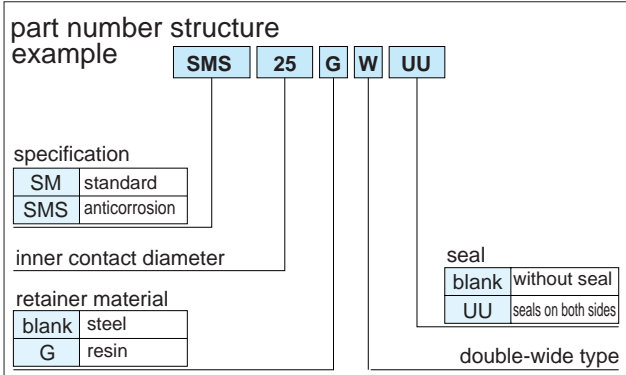 part number structure
example
SMS 25 G W UU
specification
SM standard
SMS anticorrosion
inner contact diameter
retainer material
blank steel
G resin
seal
blank without seal
UU seals on both sides
double-wide type